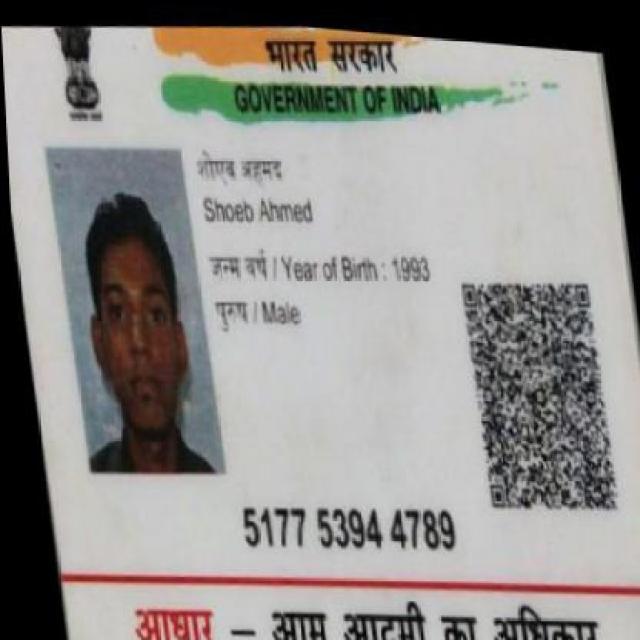 भारत सरकार
GOVERNMENT OF INDIA
शोएब अहमद
Shoeb Ahmed
जन्म वर्ष / Year of Birth : 1993
पुरुष / Male
5177 5394 4789
आधार – आम आदमी का अधिकार